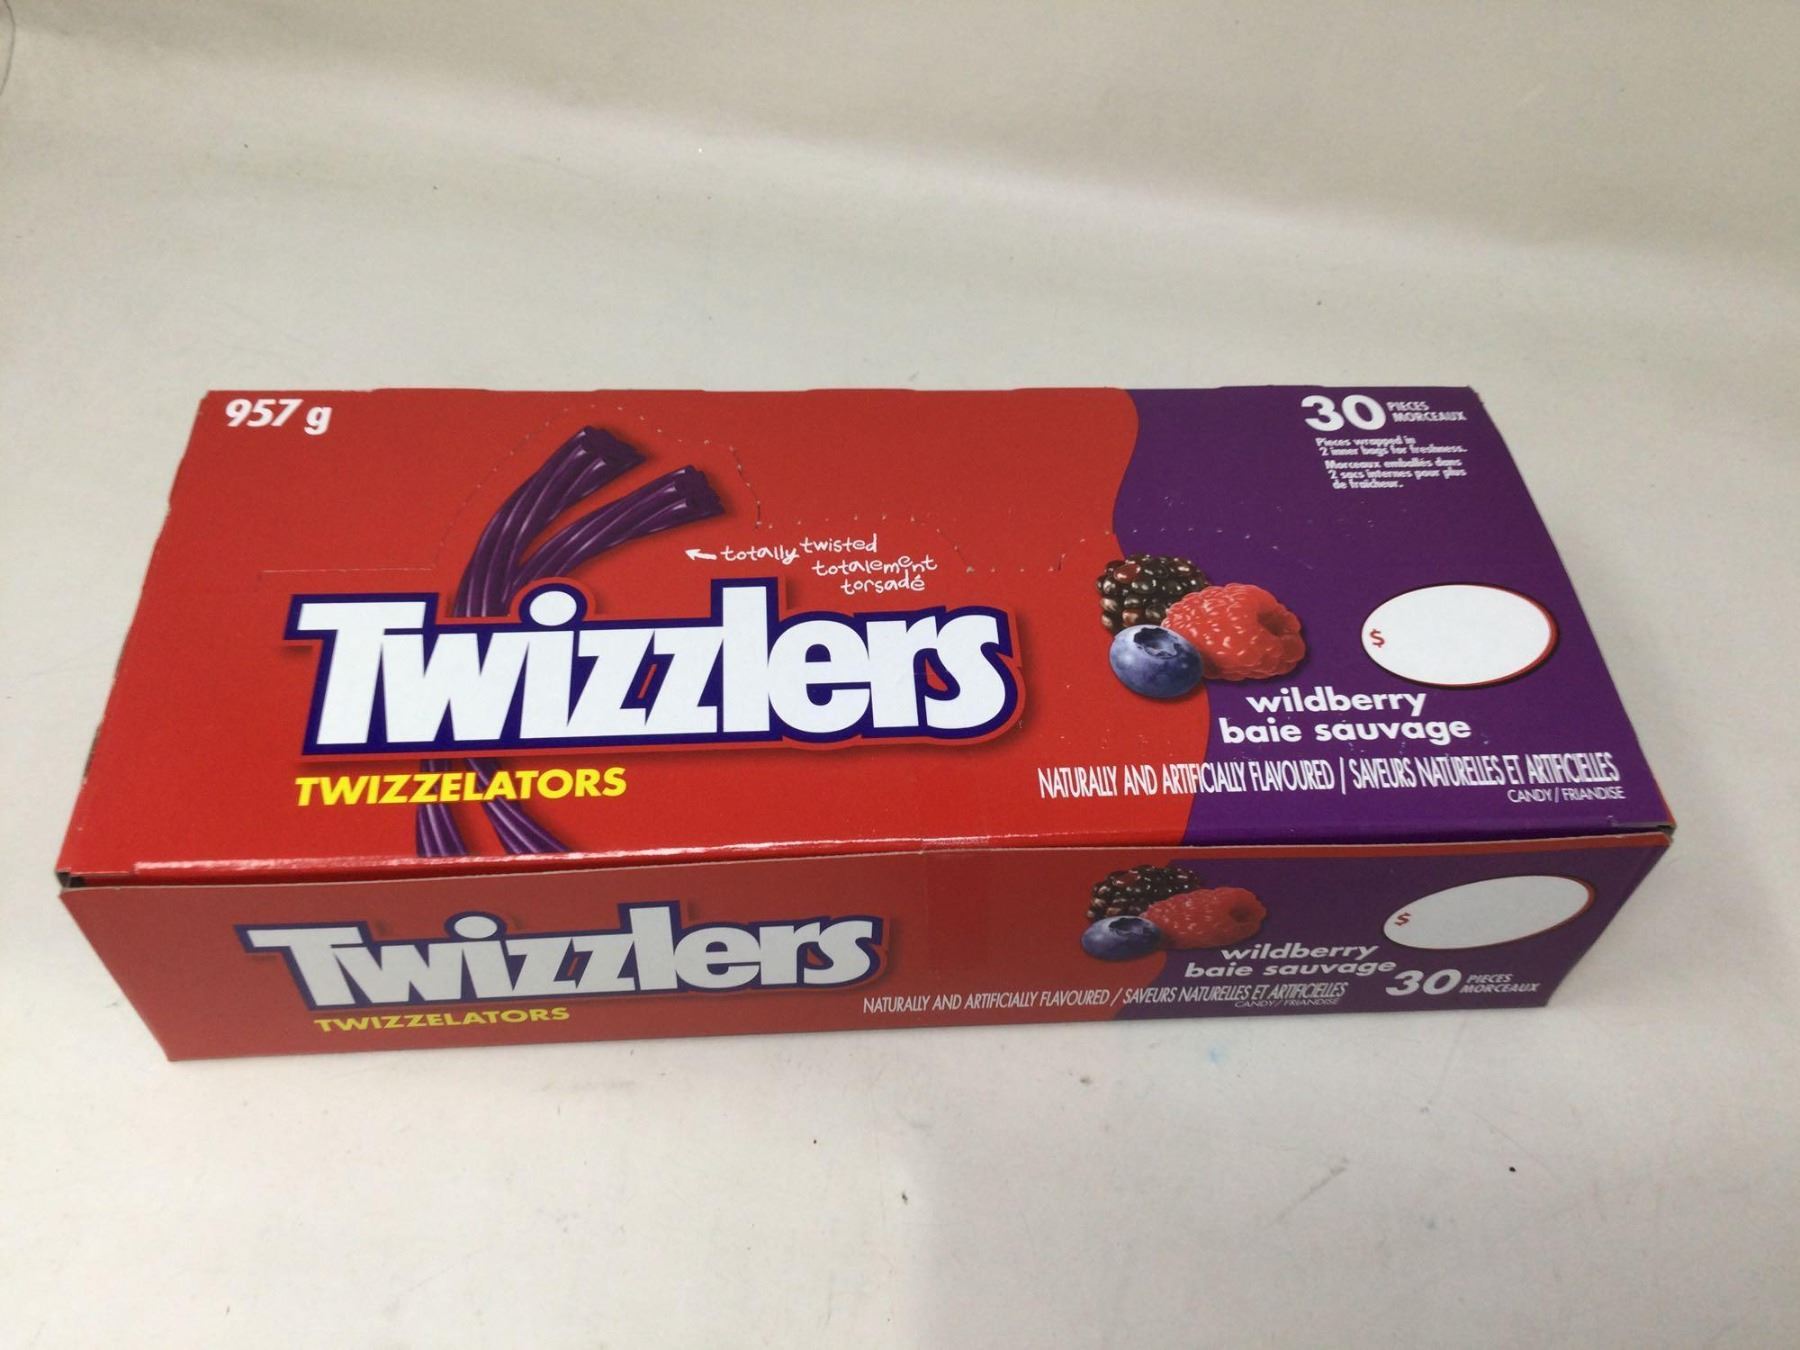 957 g
30 PIECES
MORCEAUX
Pieces wrapped in
2 inner bags for freshness.
Morceaux emballés dans
2 sacs internes pour plus
de fraîcheur.
totally twisted
totalement
torsadé
Twizzlers
TWIZZELATORS
$
wildberry
baie sauvage
NATURALLY AND ARTIFICIALLY FLAVOURED / SAVEURS NATURELLES ET ARTIFICIELLES
CANDY / FRIANDISE
Twizzlers
TWIZZELATORS
$
wildberry
baie sauvage
NATURALLY AND ARTIFICIALLY FLAVOURED / SAVEURS NATURELLES ET ARTIFICIELLES
CANDY / FRIANDISE
30 PIECES
MORCEAUX